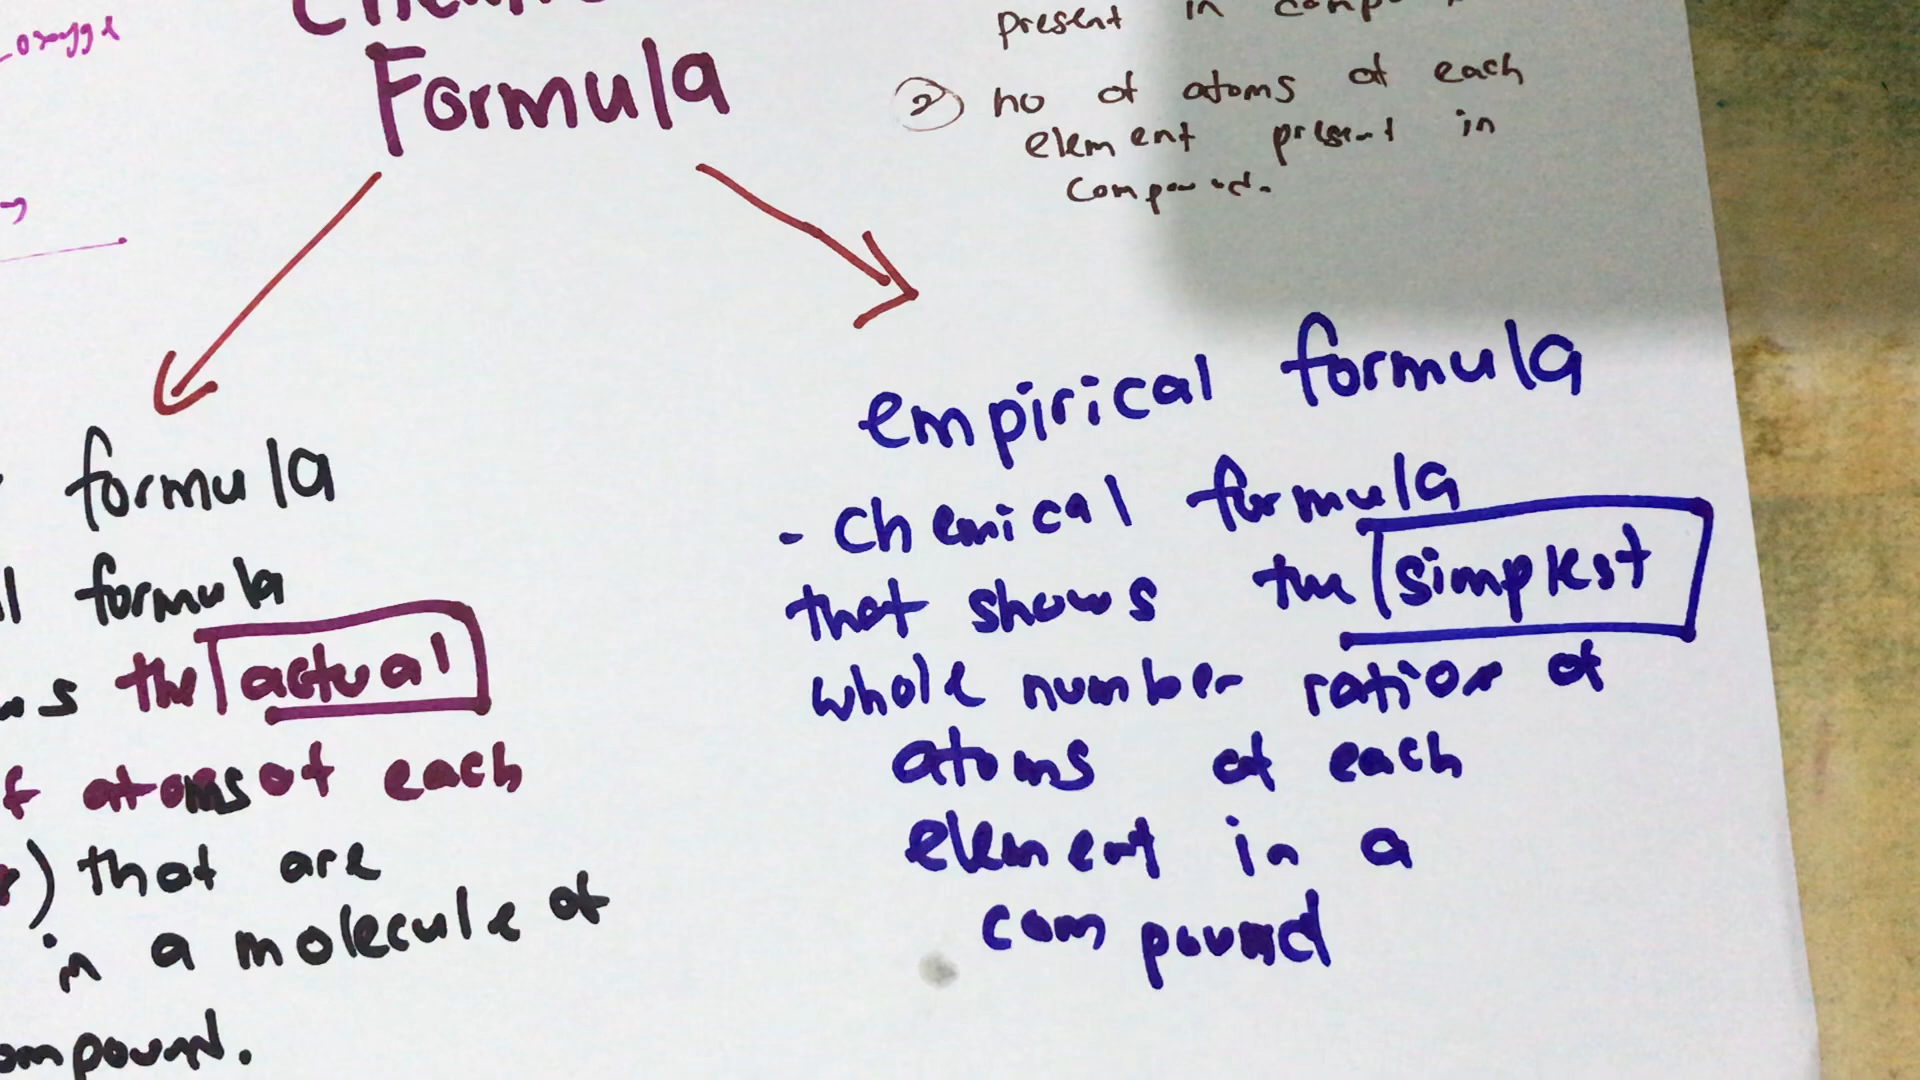 Formula
present in
② no of atoms of each
element present in
compound.
formula
formula
the actual
atoms of each
) that are
in a molecule of
ompound.
empirical formula
- Chemical formula
that shows the simplest
whole number ration of
atoms of each
element in a
compound